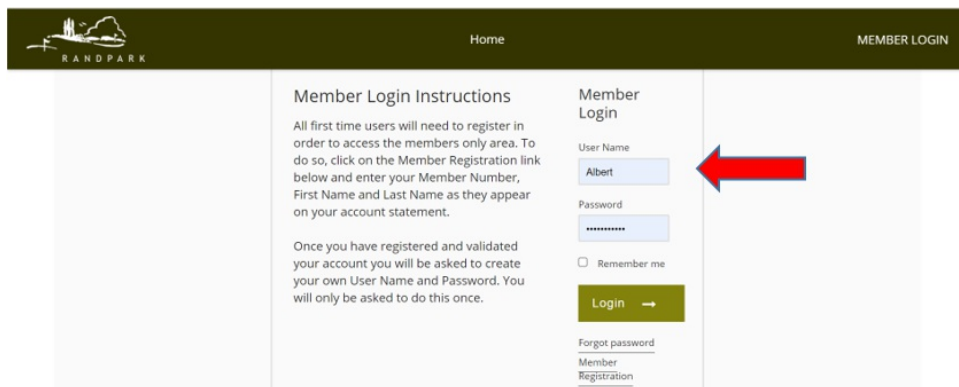 RANDPARK
Home
MEMBER LOGIN
Member Login Instructions
All first time users will need to register in
order to access the members only area. To
do so, click on the Member Registration link
below and enter your Member Number,
First Name and Last Name as they appear
on your account statement.
Once you have registered and validated
your account you will be asked to create
your own User Name and Password. You
will only be asked to do this once.
Member
Login
User Name
Albert
Password
•••••••••••
Remember me
Login →
Forgot password
Member
Registration